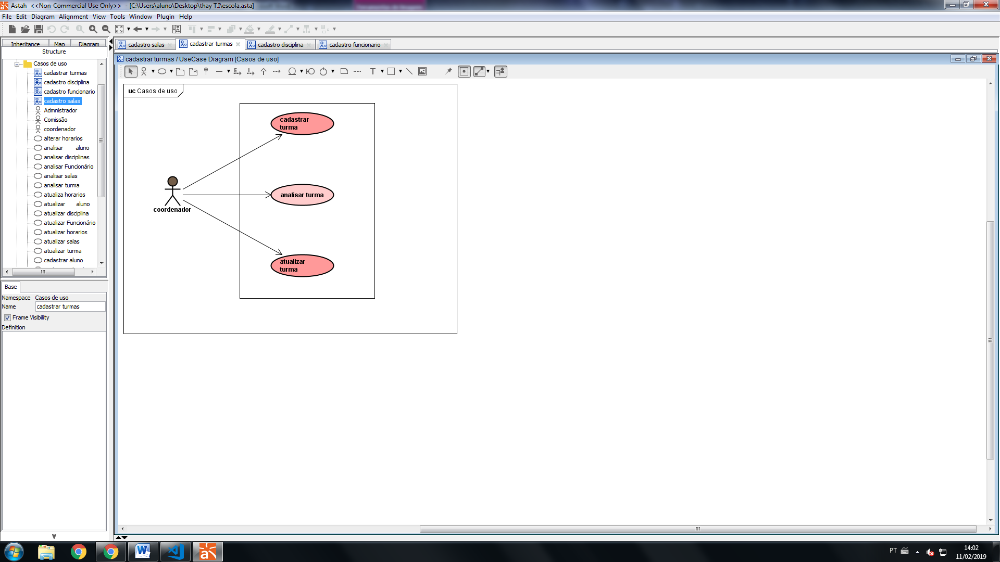 Astah <<Non-Commercial Use Only>> - [C:\Users\aluno\Desktop\thay T.I\escola.asta]
File Edit Diagram Alignment View Tools Window Plugin Help
Inheritance Map Diagram
Structure
Casos de uso
cadastrar turmas
cadastro disciplina
cadastro funcionario
cadastro salas
Admnistrador
Comissão
coordenador
alterar horarios
analisar aluno
analisar disciplinas
analisar Funcionário
analisar salas
analisar turma
atualiza horarios
atualizar aluno
atualizar disciplina
atualizar Funcionário
atualizar horarios
atualizar salas
atualizar turma
cadastrar aluno
Base
Namespace Casos de uso
Name cadastrar turmas
Frame Visibility
Definition
cadastro salas cadastrar turmas cadastro disciplina cadastro funcionario
cadastrar turmas / UseCase Diagram [Casos de uso]
uc Casos de uso
cadastrar
turma
analisar turma
coordenador
atualizar
turma
PT
14:02
11/02/2019